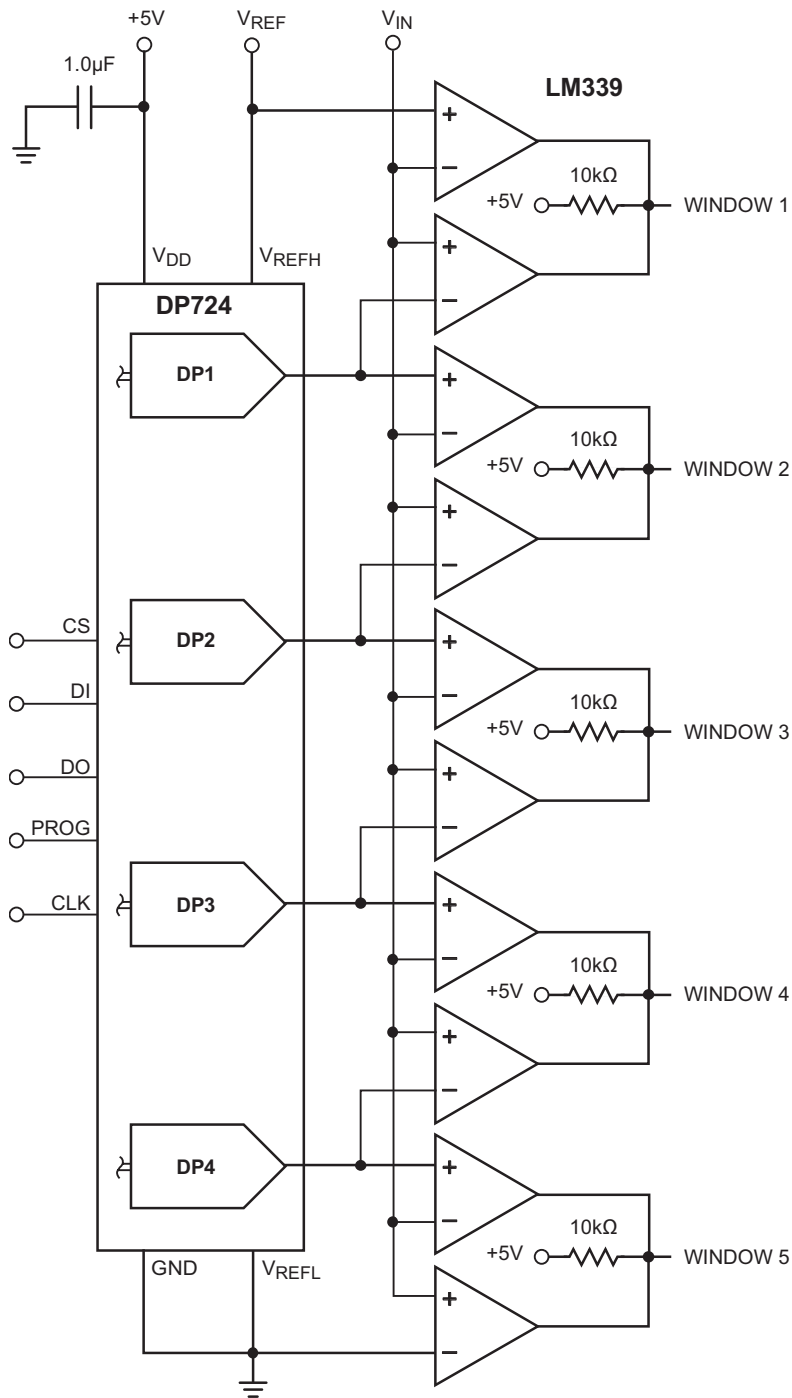 +5V
VREF
VIN
1.0µF
LM339
+
−
10kΩ
+5V
WINDOW 1
+
−
VDD
VREFH
DP724
DP1
+
−
10kΩ
+5V
WINDOW 2
+
−
CS
DP2
+
−
DI
10kΩ
+5V
WINDOW 3
DO
+
−
PROG
CLK
DP3
+
−
10kΩ
+5V
WINDOW 4
+
−
DP4
+
−
10kΩ
+5V
WINDOW 5
GND
VREFL
+
−